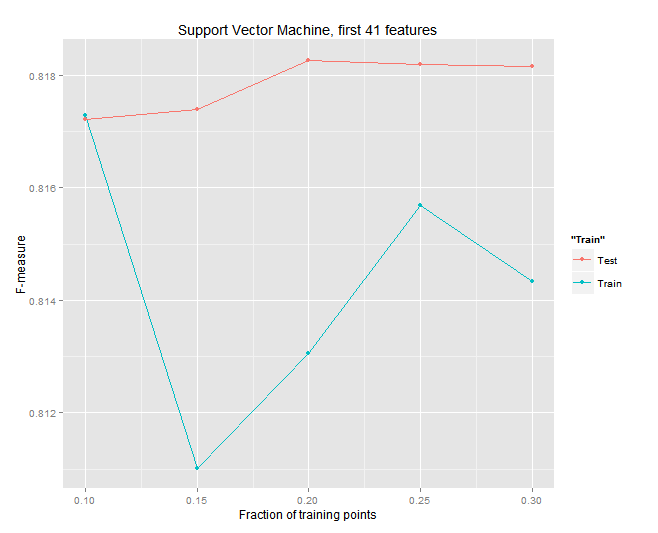 Support Vector Machine, first 41 features
0.818
0.816
0.814
0.812
F-measure
0.10 0.15 0.20 0.25 0.30
Fraction of training points
"Train"
Test
Train